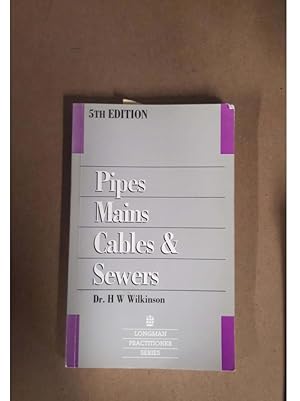 5TH EDITION
Pipes
Mains
Cables &
Sewers
Dr. H W Wilkinson
LONGMAN
PRACTITIONER
SERIES